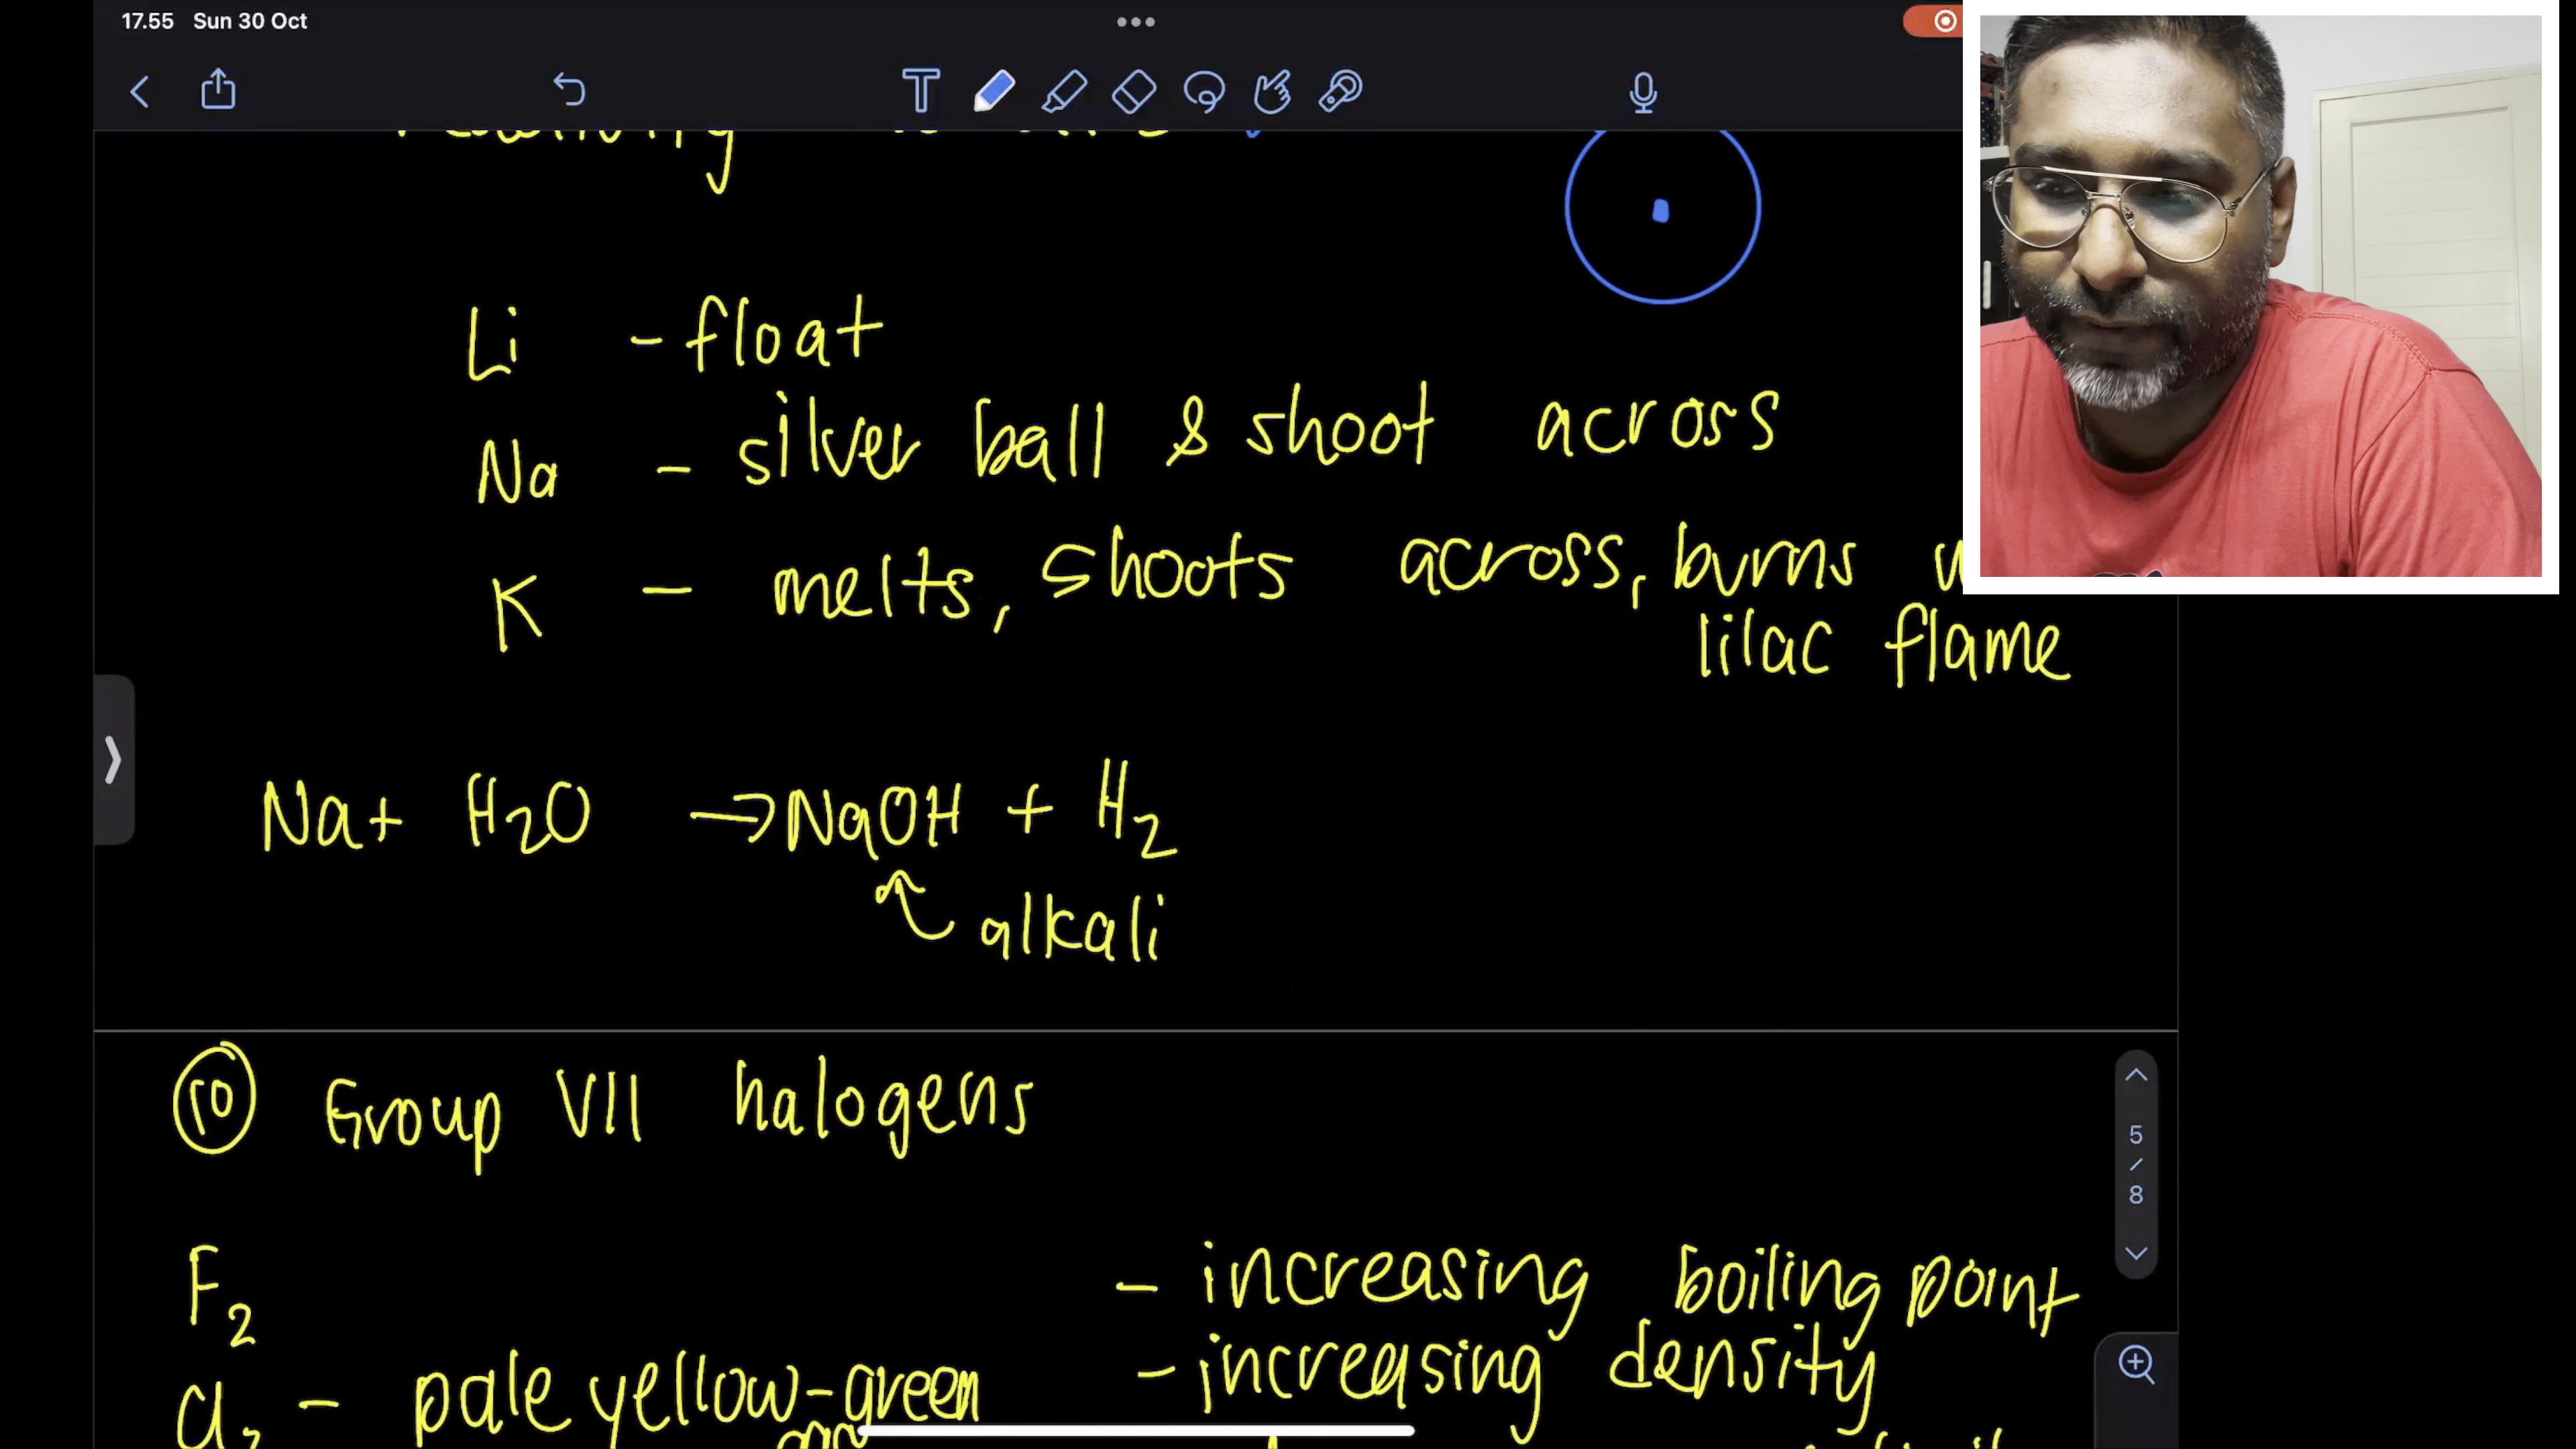 17.55 Sun 30 Oct
Li - float
Na - silver ball & shoot across
K - melts, shoots across, burns
lilac flame
Na + H2O → NaOH + H2
alkali
10 Group VII halogens
5
/
8
F2 - increasing boiling point
Cl2 - pale yellow-green - increasing density